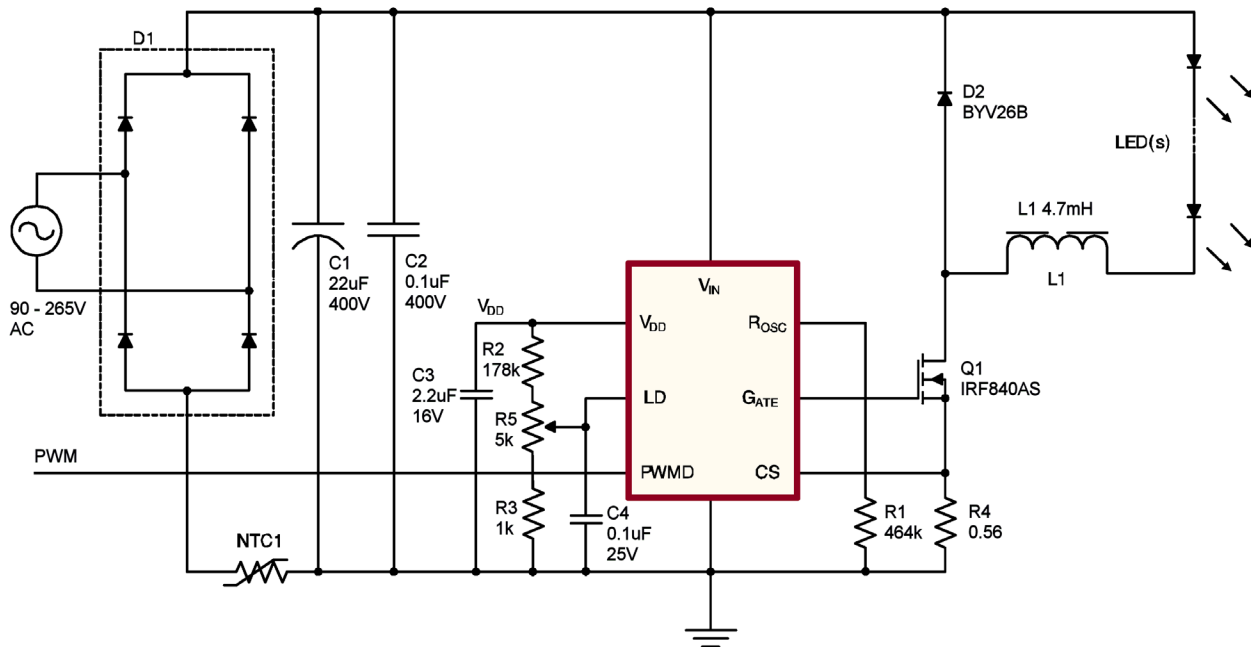 D1
90 - 265V
AC
C1
22uF
400V
C2
0.1uF
400V
D2
BYV26B
LED(s)
L1 4.7mH
L1
VIN
VDD
VDD
ROSC
R2
178k
C3
2.2uF
16V
LD
GATE
Q1
IRF840AS
R5
5k
PWM
PWMD
CS
R3
1k
C4
0.1uF
25V
R1
464k
R4
0.56
NTC1